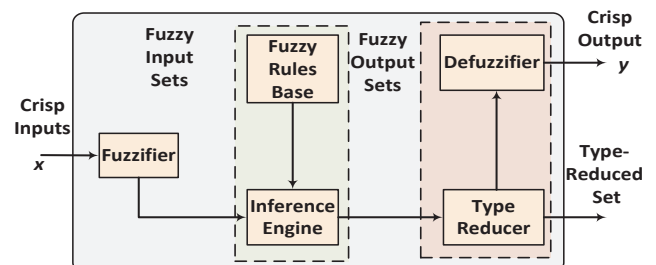 Crisp
Inputs
x
Fuzzifier
Fuzzy
Input
Sets
Fuzzy
Rules
Base
Inference
Engine
Fuzzy
Output
Sets
Defuzzifier
Type
Reducer
Crisp
Output
y
Type-
Reduced
Set